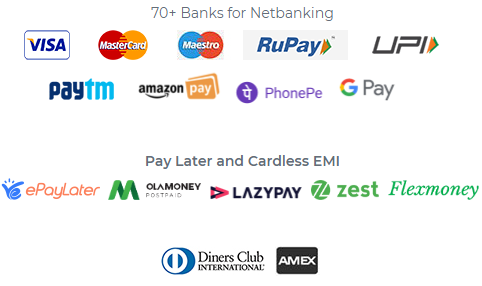 70+ Banks for Netbanking
VISA MasterCard Maestro RuPay UPI
paytm amazon pay PhonePe G Pay
Pay Later and Cardless EMI
ePayLater OLAMONEY POSTPAID LAZYPAY zest Flexmoney
Diners Club INTERNATIONAL AMEX